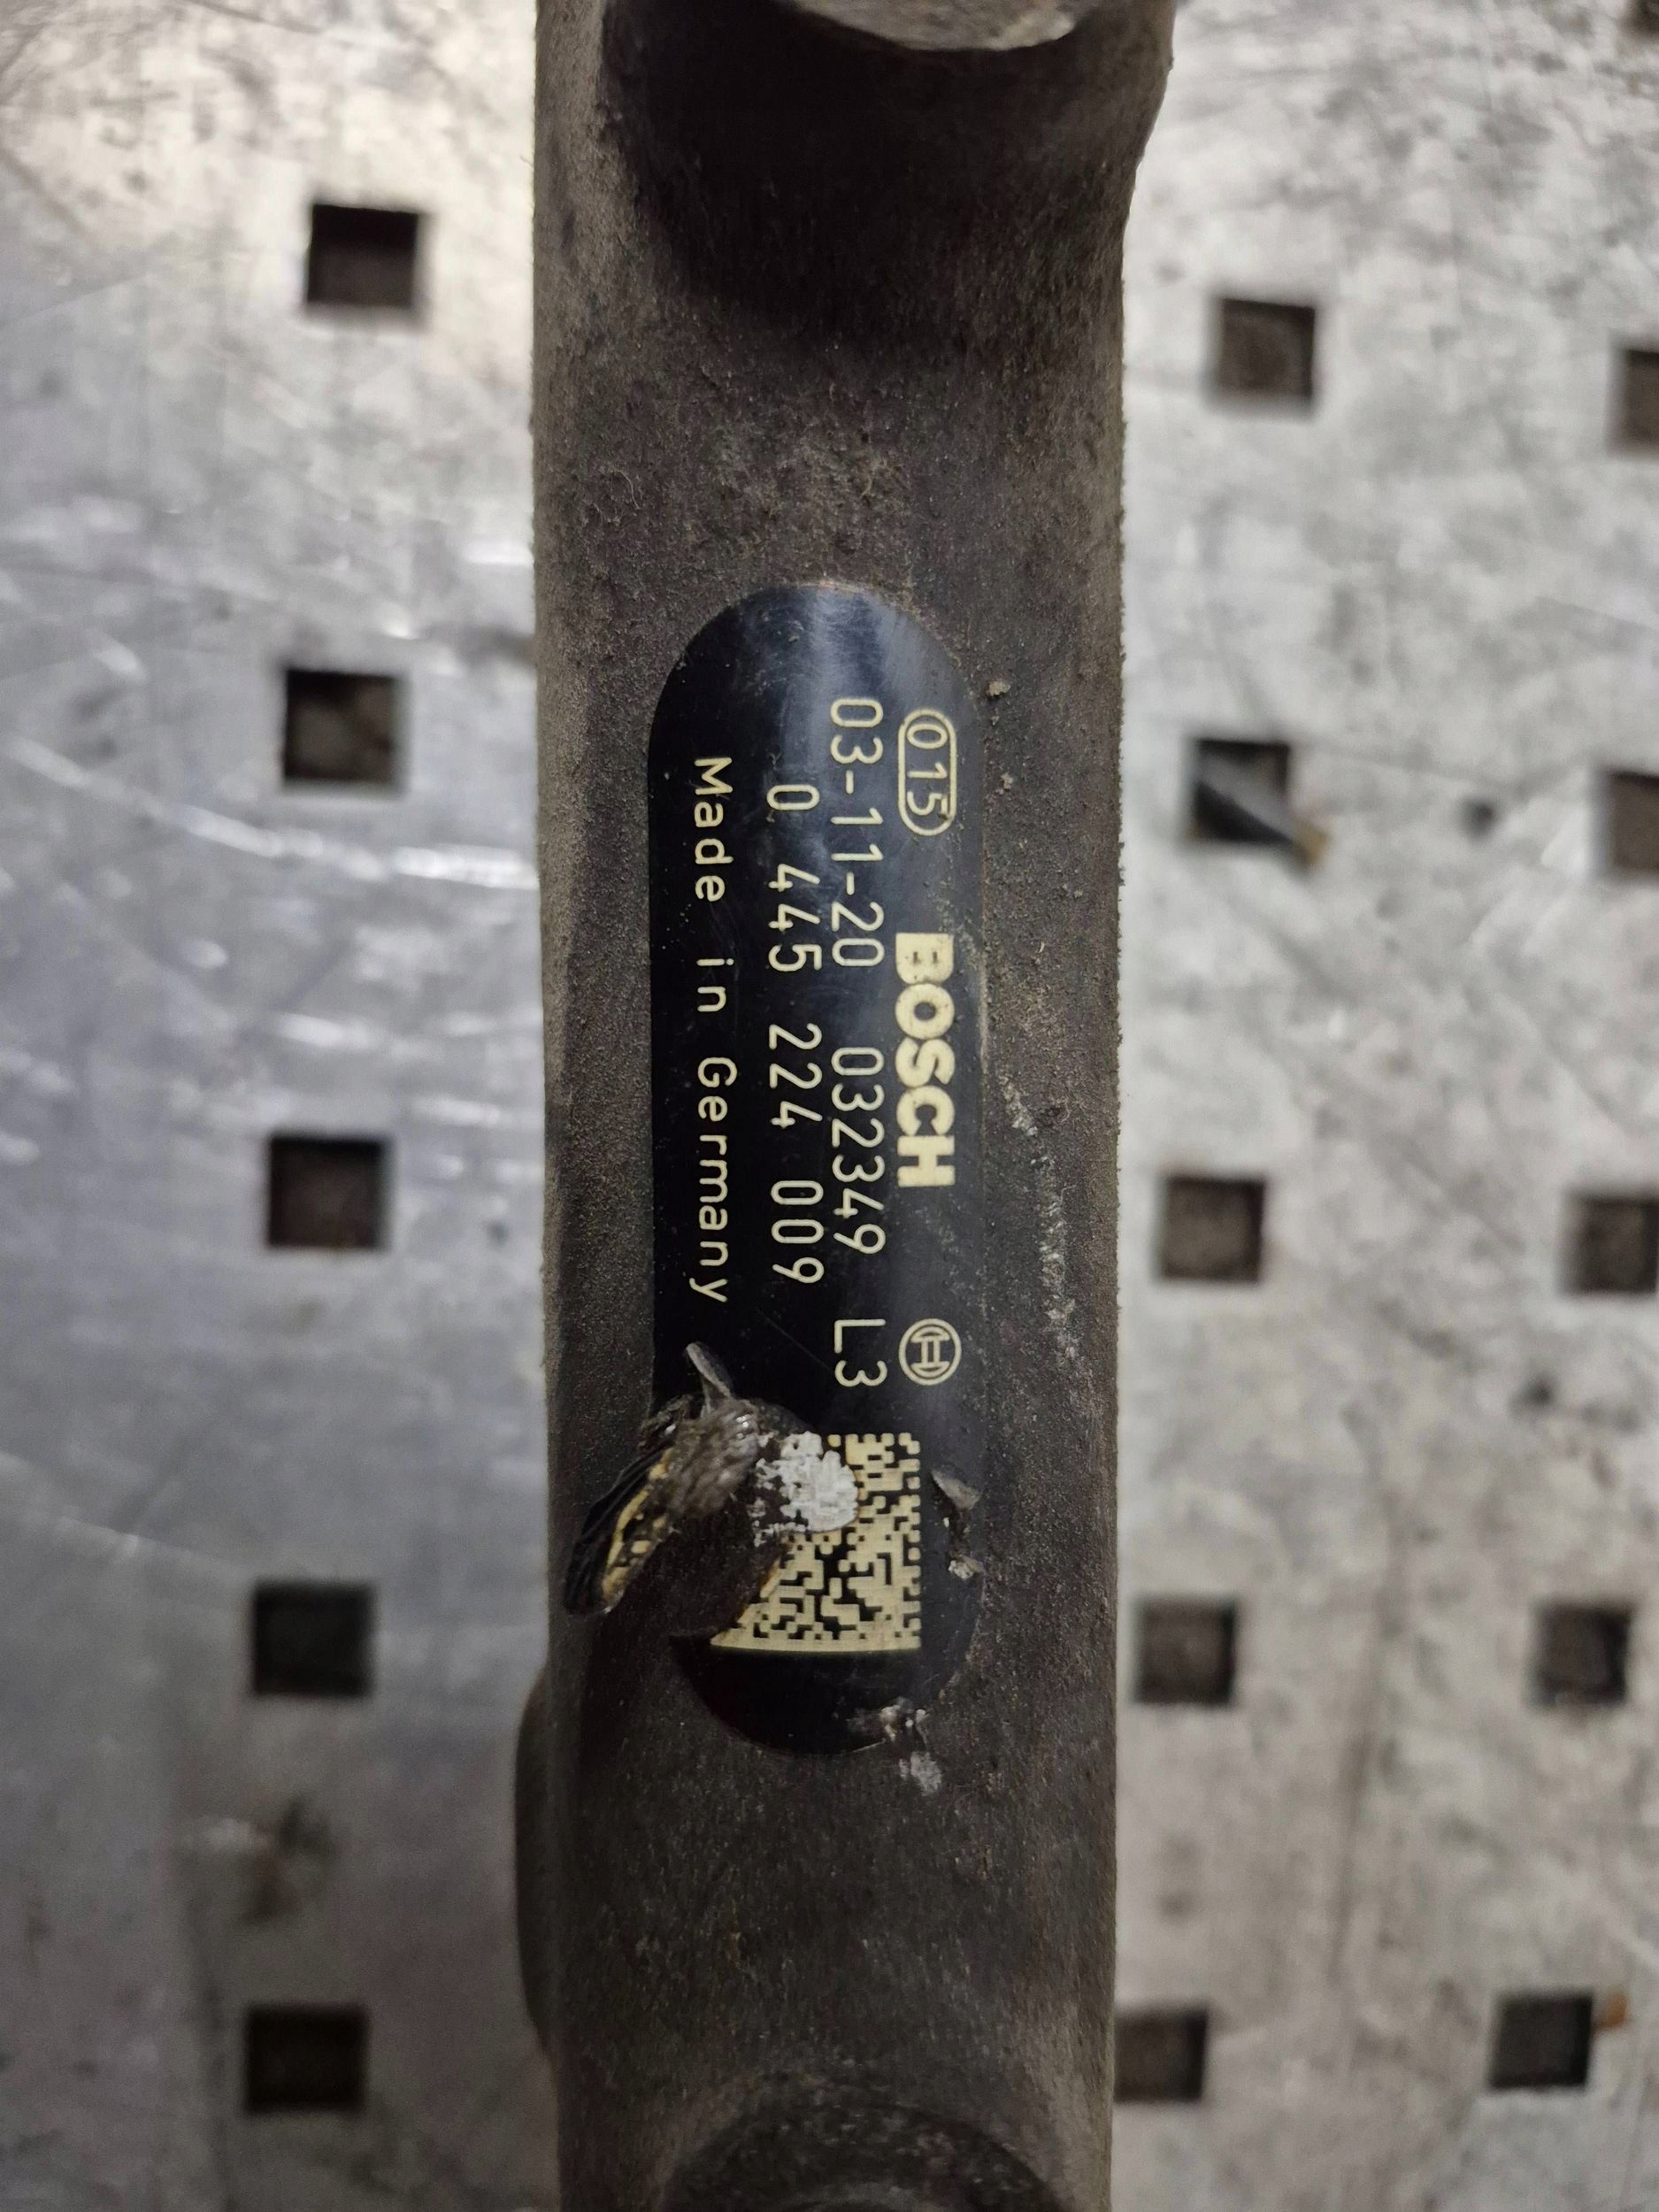 015 BOSCH
03-11-20 032349 L3
0 445 224 009
Made in Germany